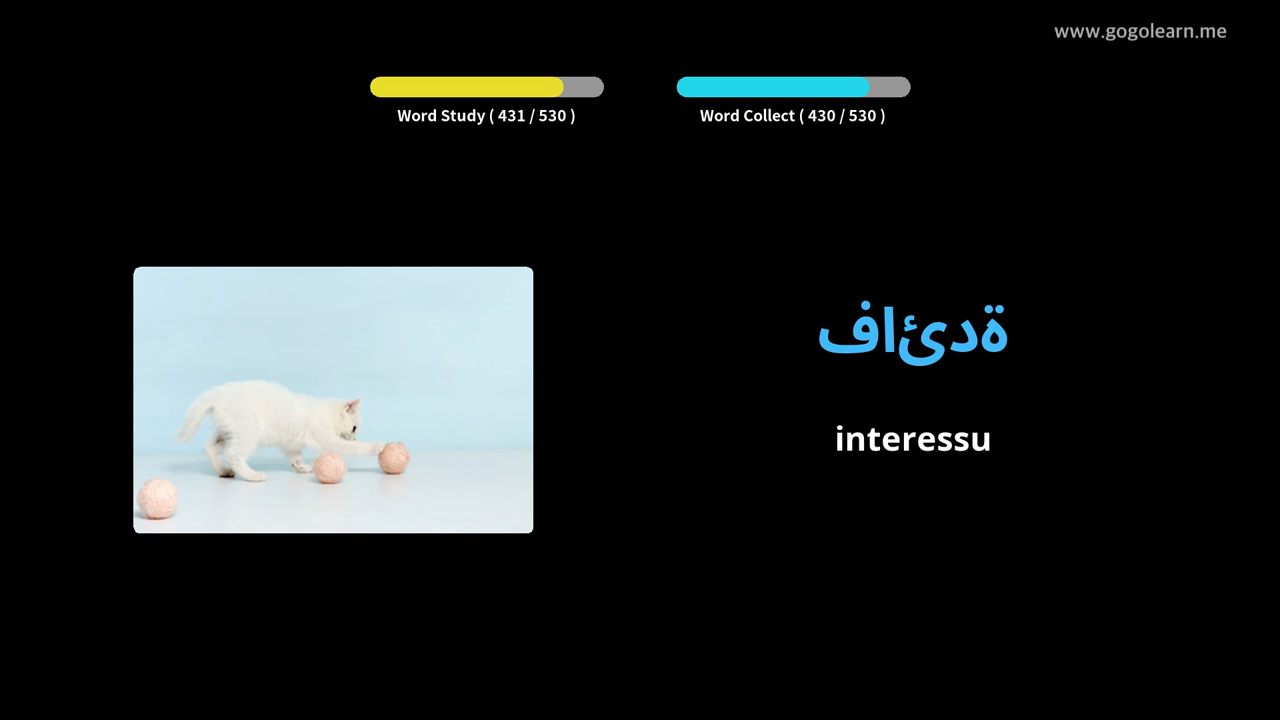 www.gogolearn.me
Word Study ( 431 / 530 )
Word Collect ( 430 / 530 )
فائدة
interessu